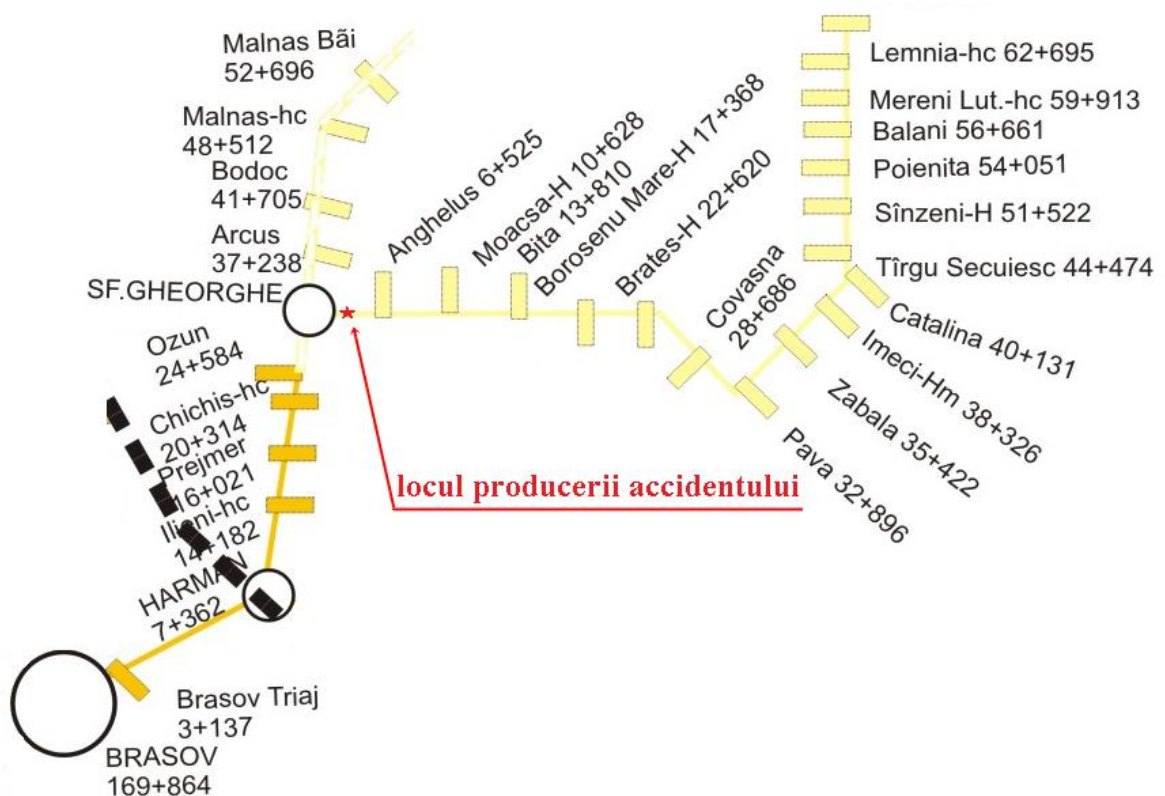 Malnas Bãi
52+696
Malnas-hc
48+512
Bodoc
41+705
Arcus
37+238
SF.GHEORGHE
Ozun
24+584
Chichis-hc
20+314
Prejmer
16+021
Ilieni-hc
14+182
HARMAN
7+362
Brasov Triaj
3+137
BRASOV
169+864
Anghelus 6+525
Moacsa-H 10+628
Bita 13+810
Borosenu Mare-H 17+368
Brates-H 22+620
Covasna
28+686
Lemnia-hc 62+695
Mereni Lut.-hc 59+913
Balani 56+661
Poienita 54+051
Sînzeni-H 51+522
Tîrgu Secuiesc 44+474
Catalina 40+131
Imeci-Hm 38+326
Zabala 35+422
Pava 32+896
locul producerii accidentului